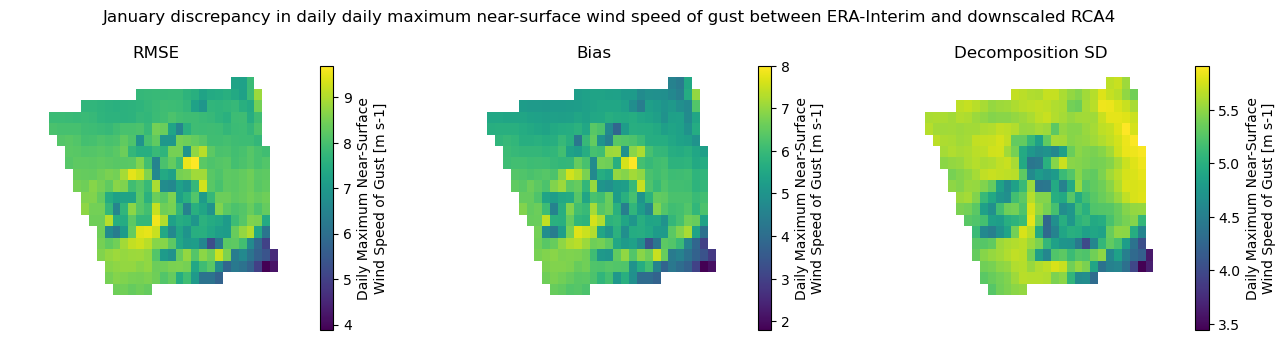 January discrepancy in daily daily maximum near-surface wind speed of gust between ERA-Interim and downscaled RCA4
RMSE
9
8
7
6
5
4
Daily Maximum Near-Surface
Wind Speed of Gust [m s-1]
Bias
8
7
6
5
4
3
2
Daily Maximum Near-Surface
Wind Speed of Gust [m s-1]
Decomposition SD
5.5
5.0
4.5
4.0
3.5
Daily Maximum Near-Surface
Wind Speed of Gust [m s-1]